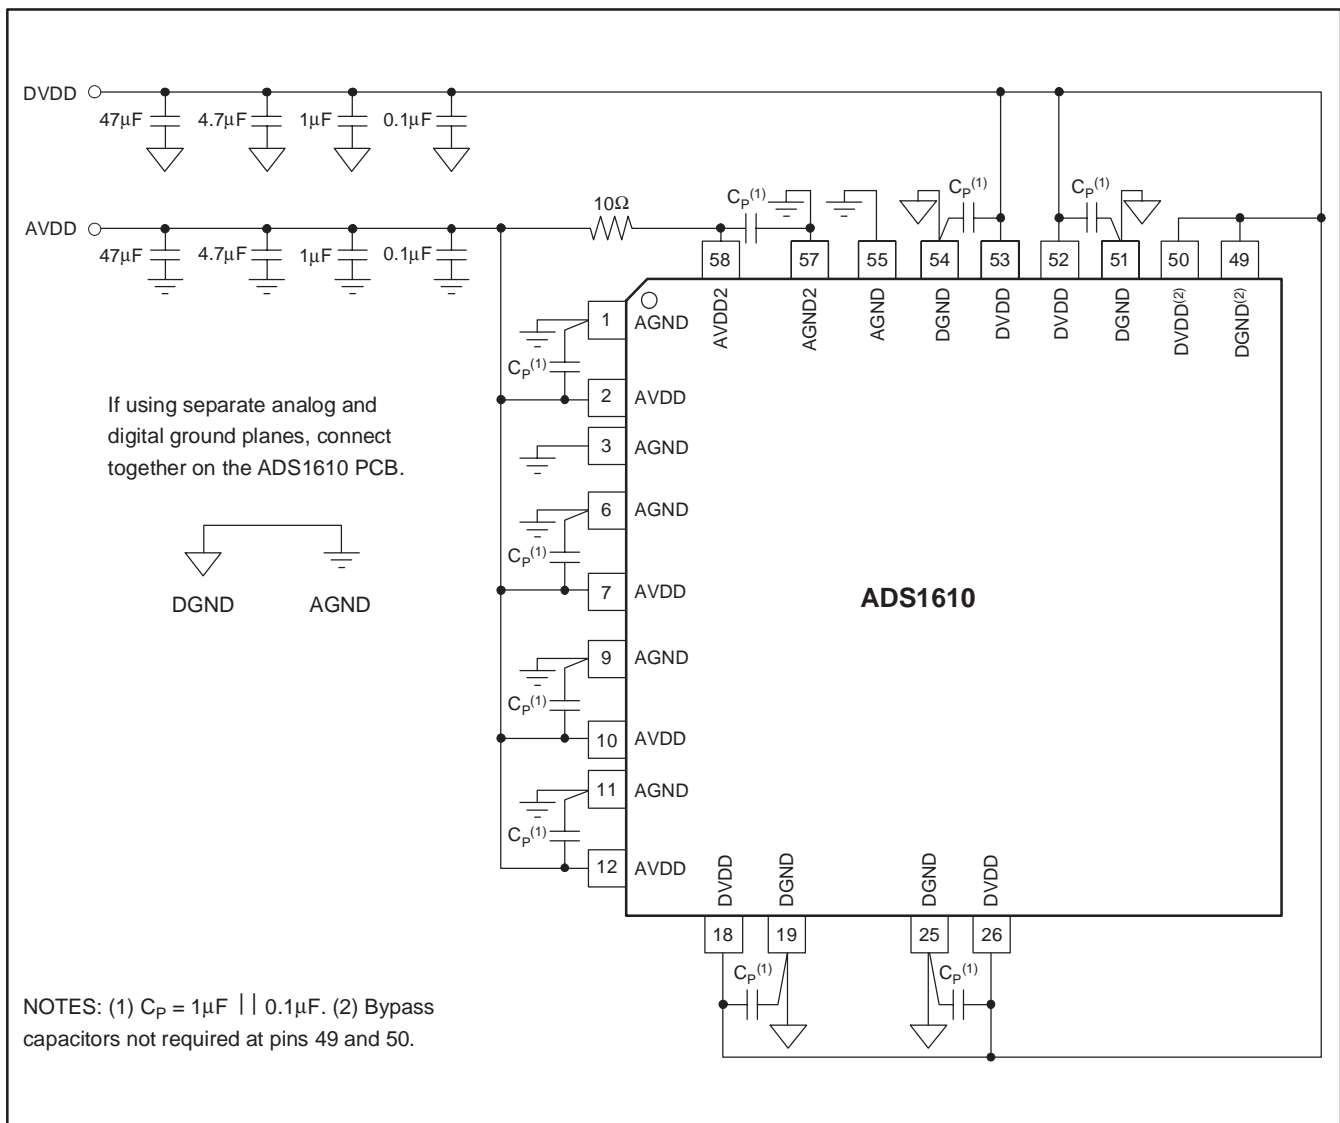 DVDD
47μF 4.7μF 1μF 0.1μF
AVDD
47μF 4.7μF 1μF 0.1μF
10Ω
CP(1) CP(1) CP(1)
58 57 55 54 53 52 51 50 49
AVDD2 AGND2 AGND DGND DVDD DVDD DGND DVDD(2) DGND(2)
1 AGND
CP(1)
2 AVDD
3 AGND
6 AGND
CP(1)
7 AVDD
9 AGND
CP(1)
10 AVDD
11 AGND
CP(1)
12 AVDD
If using separate analog and
digital ground planes, connect
together on the ADS1610 PCB.
DGND AGND
ADS1610
DVDD DGND DGND DVDD
18 19 25 26
CP(1) CP(1)
NOTES: (1) CP = 1μF || 0.1μF. (2) Bypass
capacitors not required at pins 49 and 50.